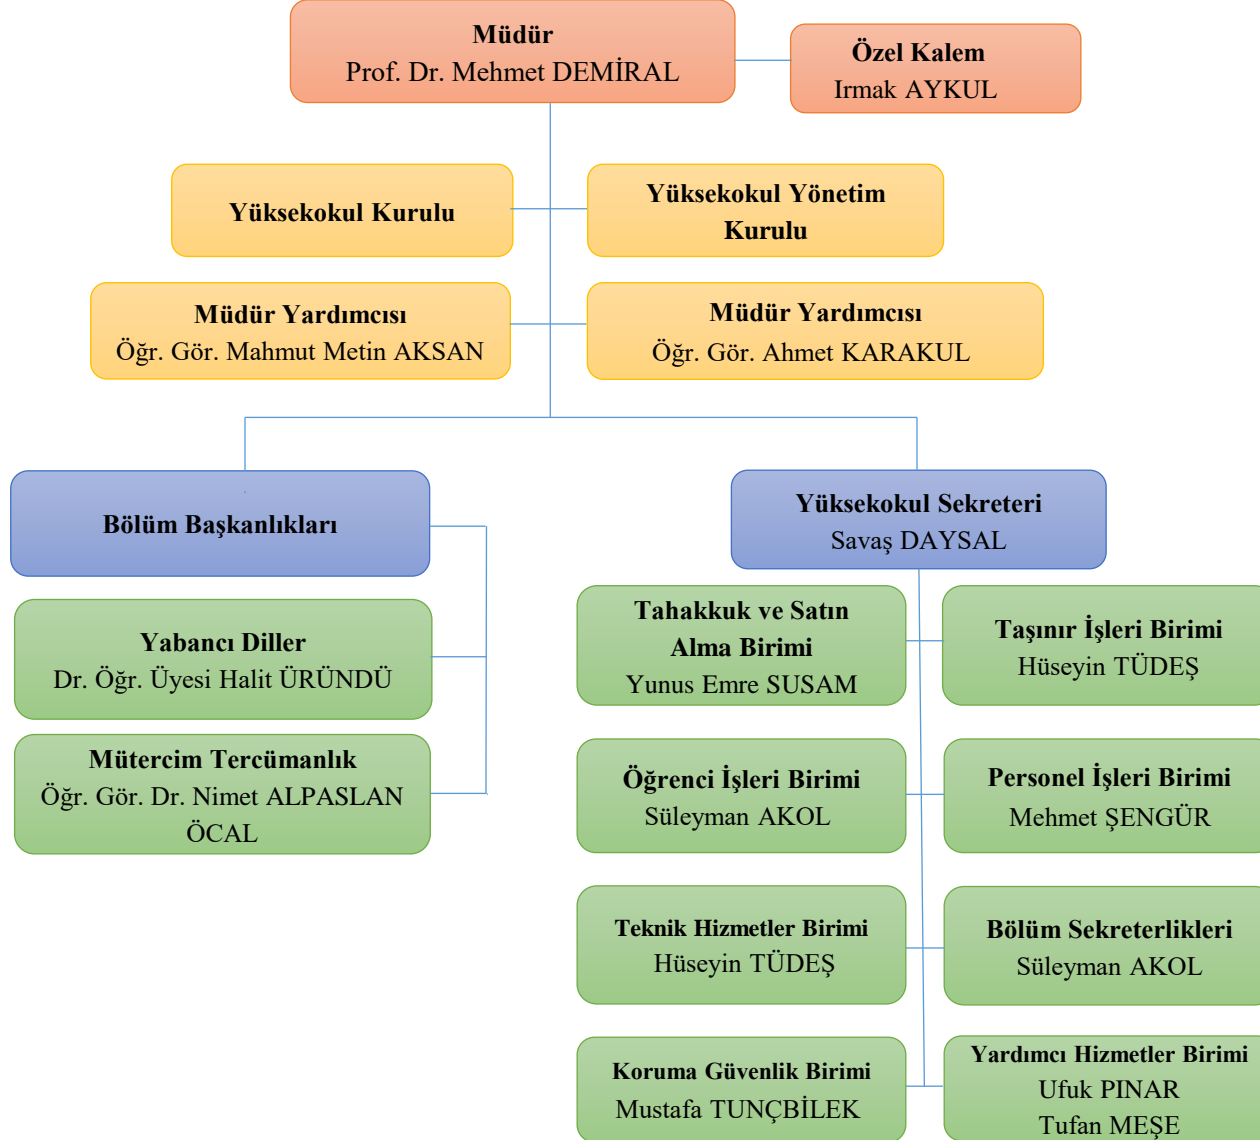 Müdür
Prof. Dr. Mehmet DEMİRAL
Özel Kalem
Irmak AYKUL
Yüksekokul Kurulu
Yüksekokul Yönetim
Kurulu
Müdür Yardımcısı
Öğr. Gör. Mahmut Metin AKSAN
Müdür Yardımcısı
Öğr. Gör. Ahmet KARAKUL
Bölüm Başkanlıkları
Yabancı Diller
Dr. Öğr. Üyesi Halit ÜRÜNDÜ
Mütercim Tercümanlık
Öğr. Gör. Dr. Nimet ALPASLAN
ÖCAL
Yüksekokul Sekreteri
Savaş DAYSAL
Tahakkuk ve Satın
Alma Birimi
Yunus Emre SUSAM
Taşınır İşleri Birimi
Hüseyin TÜDEŞ
Öğrenci İşleri Birimi
Süleyman AKOL
Personel İşleri Birimi
Mehmet ŞENGÜR
Teknik Hizmetler Birimi
Hüseyin TÜDEŞ
Bölüm Sekreterlikleri
Süleyman AKOL
Koruma Güvenlik Birimi
Mustafa TUNÇBİLEK
Yardımcı Hizmetler Birimi
Ufuk PINAR
Tufan MEŞE